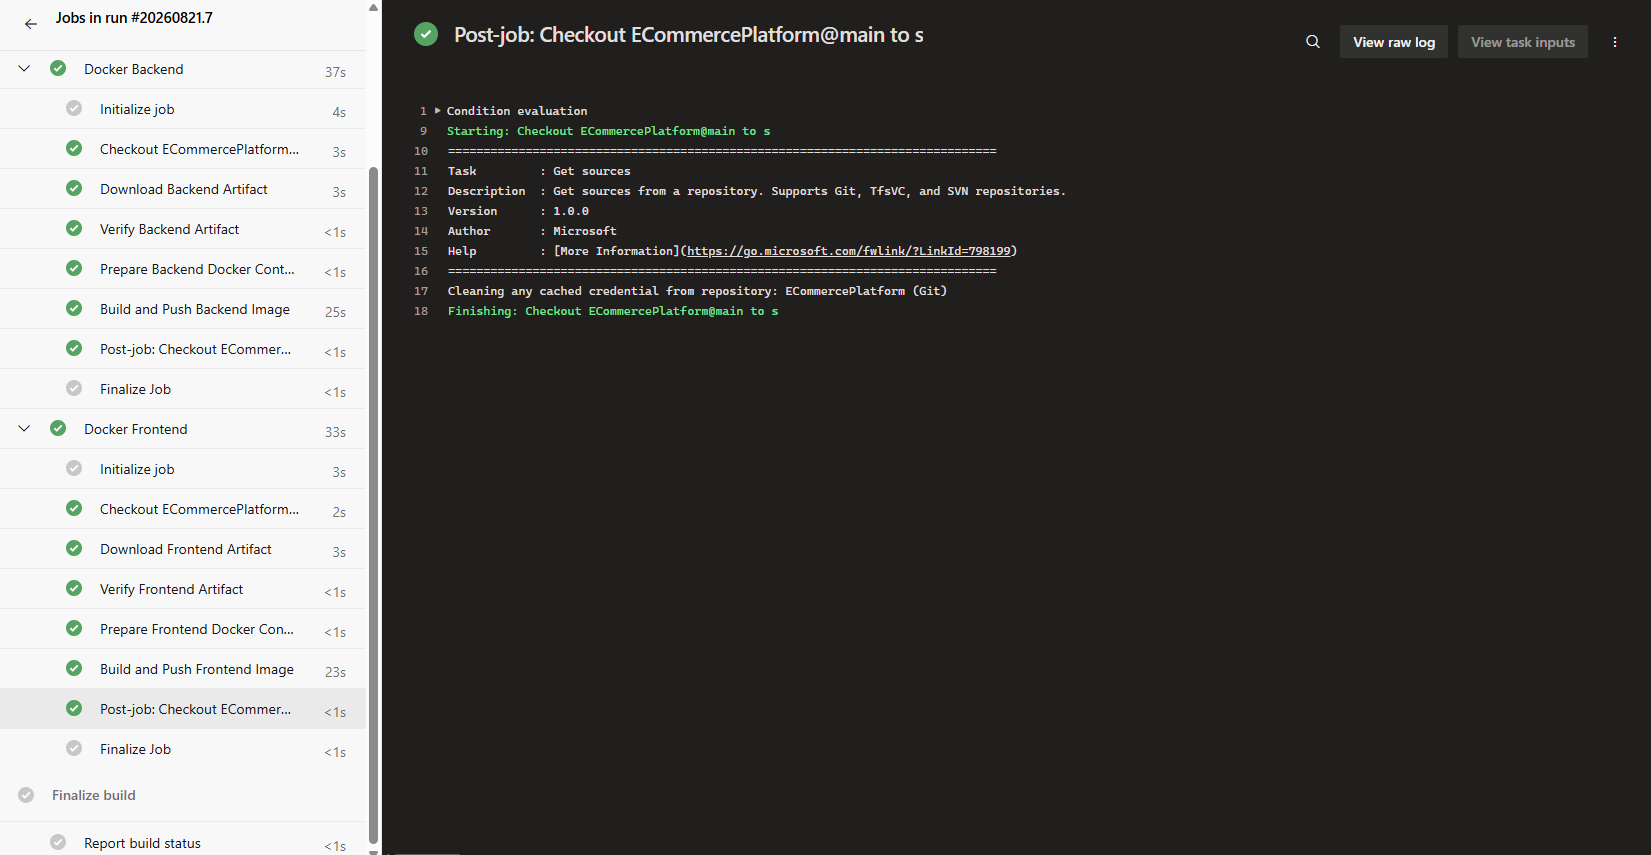 Jobs in run #20260821.7
Docker Backend 37s
Initialize job 4s
Checkout ECommercePlatform... 3s
Download Backend Artifact 3s
Verify Backend Artifact <1s
Prepare Backend Docker Cont... <1s
Build and Push Backend Image 25s
Post-job: Checkout ECommer... <1s
Finalize Job <1s
Docker Frontend 33s
Initialize job 3s
Checkout ECommercePlatform... 2s
Download Frontend Artifact 3s
Verify Frontend Artifact <1s
Prepare Frontend Docker Con... <1s
Build and Push Frontend Image 23s
Post-job: Checkout ECommer... <1s
Finalize Job <1s
Finalize build
Report build status <1s
Post-job: Checkout ECommercePlatform@main to s
View raw log
View task inputs
1 Condition evaluation
9 Starting: Checkout ECommercePlatform@main to s
10 ==============================================================================
11 Task : Get sources
12 Description : Get sources from a repository. Supports Git, TfsVC, and SVN repositories.
13 Version : 1.0.0
14 Author : Microsoft
15 Help : [More Information](https://go.microsoft.com/fwlink/?LinkId=798199)
16 ==============================================================================
17 Cleaning any cached credential from repository: ECommercePlatform (Git)
18 Finishing: Checkout ECommercePlatform@main to s